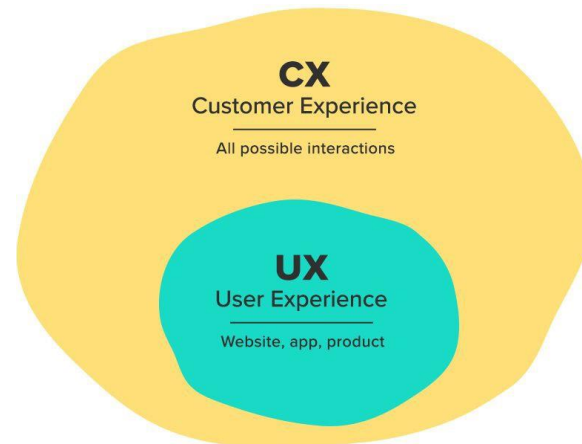 CX
Customer Experience
All possible interactions
UX
User Experience
Website, app, product